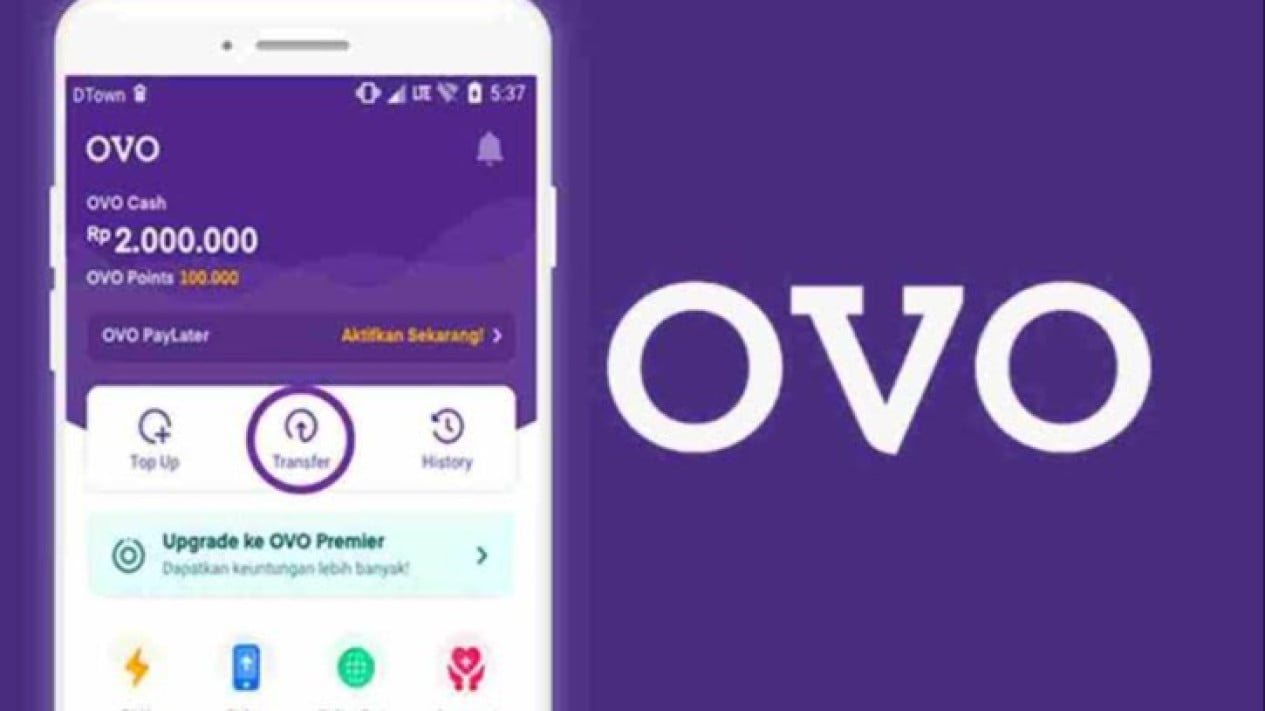 DTown
LTE 5:37
OVO
OVO Cash
Rp 2.000.000
OVO Points 100.000
OVO PayLater Aktifkan Sekarang!
Top Up Transfer History
Upgrade ke OVO Premier
Dapatkan keuntungan lebih banyak!
OVO